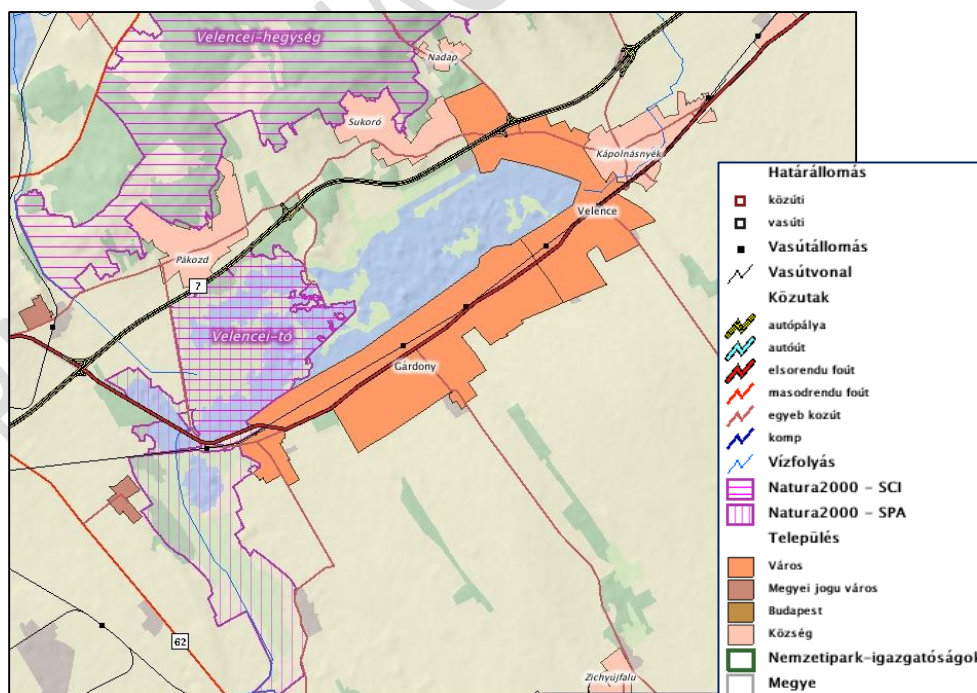 Velencei-hegység
Nadap
Sukoró
Kápolnásnyék
Velence
Pákozd
7
Velencei-tó
Gárdony
62
Zichyújfalu
Határállomás
közúti
vasúti
Vasútállomás
Vasútvonal
Közutak
autópálya
autóút
elsorendu foút
masodrendu foút
egyeb kozút
komp
Vízfolyás
Natura2000 - SCI
Natura2000 - SPA
Település
Város
Megyei jogu város
Budapest
Község
Nemzetipark-igazgatóságok
Megye